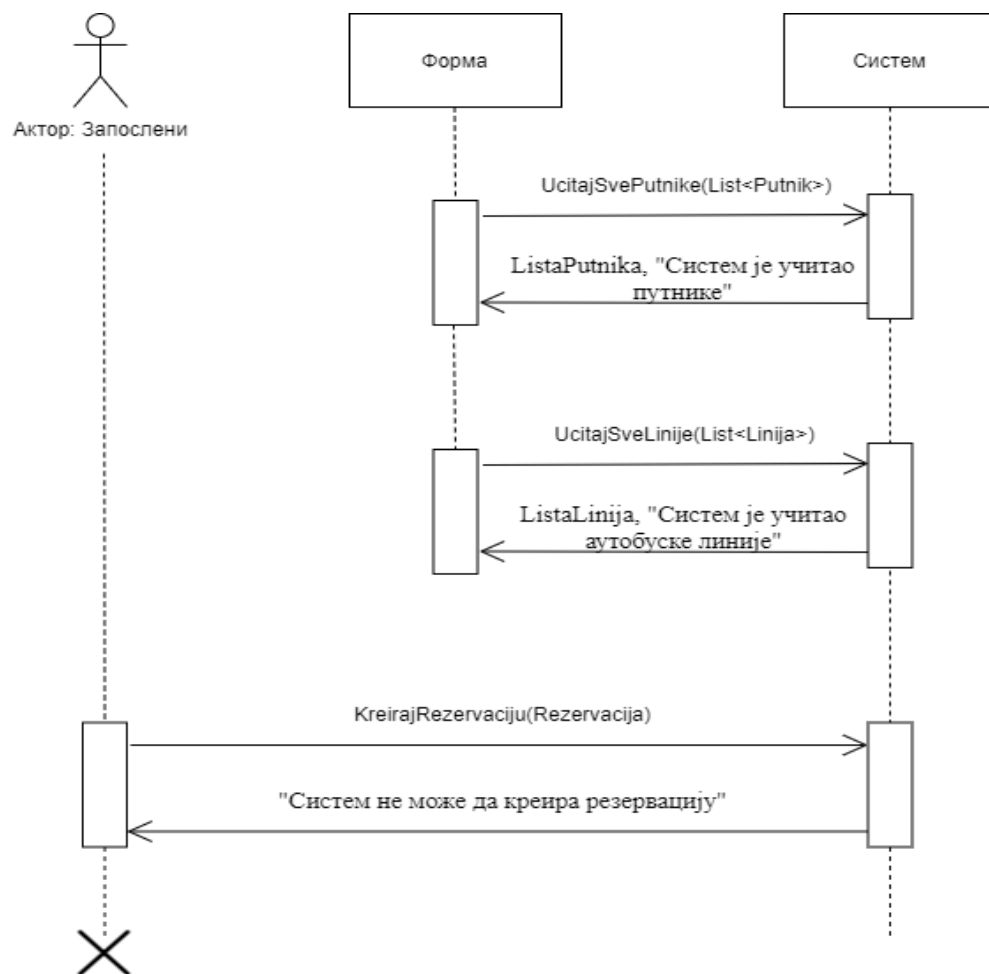 Форма
Систем
Актор: Запослени
UcitajSvePutnike(List<Putnik>)
ListaPutnika, "Систем је учитао
путнике"
UcitajSveLinije(List<Linija>)
ListaLinija, "Систем је учитао
аутобуске линије"
KreirajRezervaciju(Rezervacija)
"Систем не може да креира резервацију"